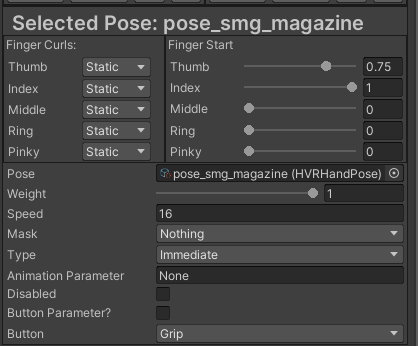 Selected Pose: pose_smg_magazine
Finger Curls: Finger Start
Thumb Static Thumb 0.75
Index Static Index 1
Middle Static Middle 0
Ring Static Ring 0
Pinky Static Pinky 0
Pose pose_smg_magazine (HVRHandPose)
Weight 1
Speed 16
Mask Nothing
Type Immediate
Animation Parameter None
Disabled
Button Parameter?
Button Grip